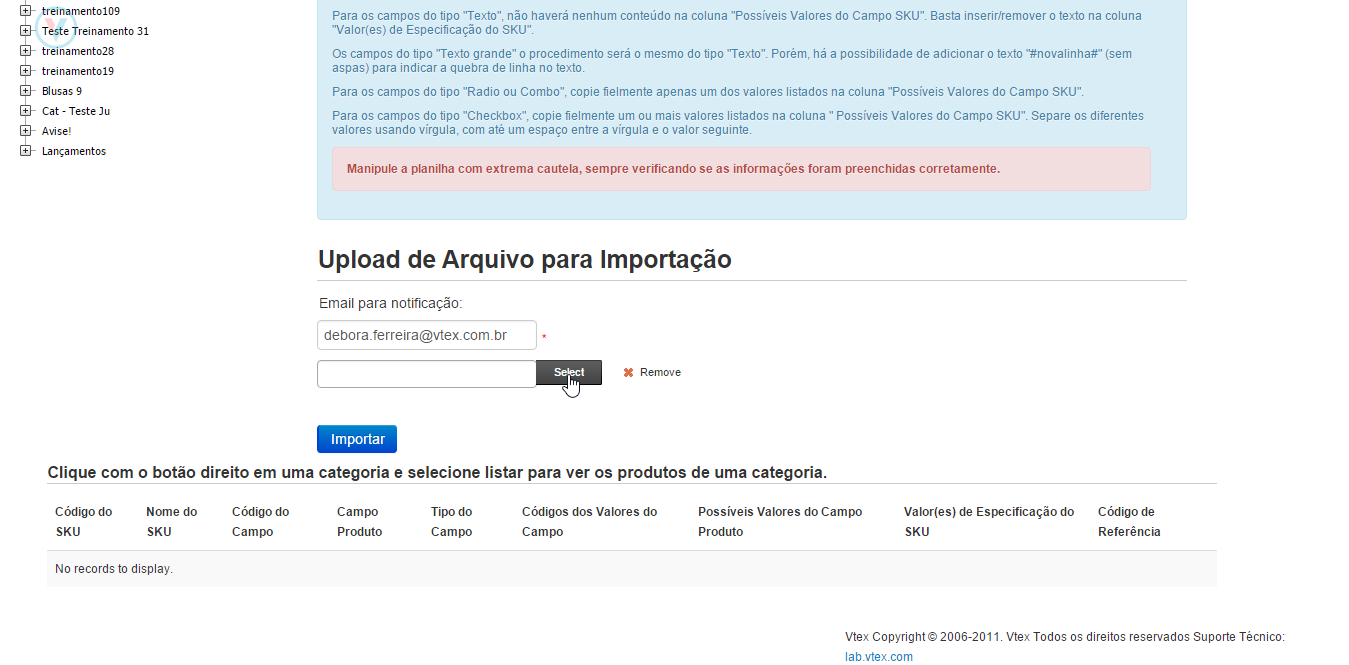 treinamento109
Teste Treinamento 31
treinamento28
treinamento19
Blusas 9
Cat - Teste Ju
Avise!
Lançamentos
Para os campos do tipo "Texto", não haverá nenhum conteúdo na coluna "Possíveis Valores do Campo SKU". Basta inserir/remover o texto na coluna
"Valor(es) de Especificação do SKU".
Os campos do tipo "Texto grande" o procedimento será o mesmo do tipo "Texto". Porém, há a possibilidade de adicionar o texto "#novalinha#" (sem
aspas) para indicar a quebra de linha no texto.
Para os campos do tipo "Radio ou Combo", copie fielmente apenas um dos valores listados na coluna "Possíveis Valores do Campo SKU".
Para os campos do tipo "Checkbox", copie fielmente um ou mais valores listados na coluna " Possíveis Valores do Campo SKU". Separe os diferentes
valores usando vírgula, com até um espaço entre a vírgula e o valor seguinte.
Manipule a planilha com extrema cautela, sempre verificando se as informações foram preenchidas corretamente.
Upload de Arquivo para Importação
Email para notificação:
debora.ferreira@vtex.com.br *
Select Remove
Importar
Clique com o botão direito em uma categoria e selecione listar para ver os produtos de uma categoria.
Código do Nome do Código do Campo Tipo do Códigos dos Valores do Possíveis Valores do Campo Valor(es) de Especificação do Código de
SKU SKU Campo Produto Campo Campo Produto SKU Referência
No records to display.
Vtex Copyright © 2006-2011. Vtex Todos os direitos reservados Suporte Técnico:
lab.vtex.com